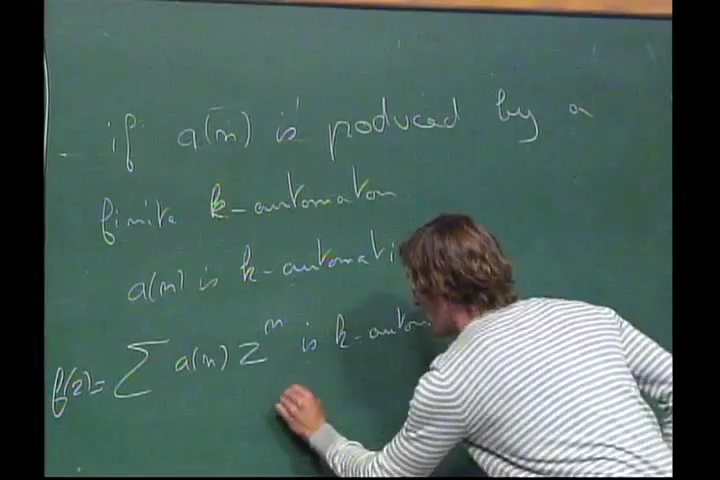 if a(n) is produced by a
finite k-automaton
a(n) is k-automati
f(z) = ∑ a(n) z^n is k-autom